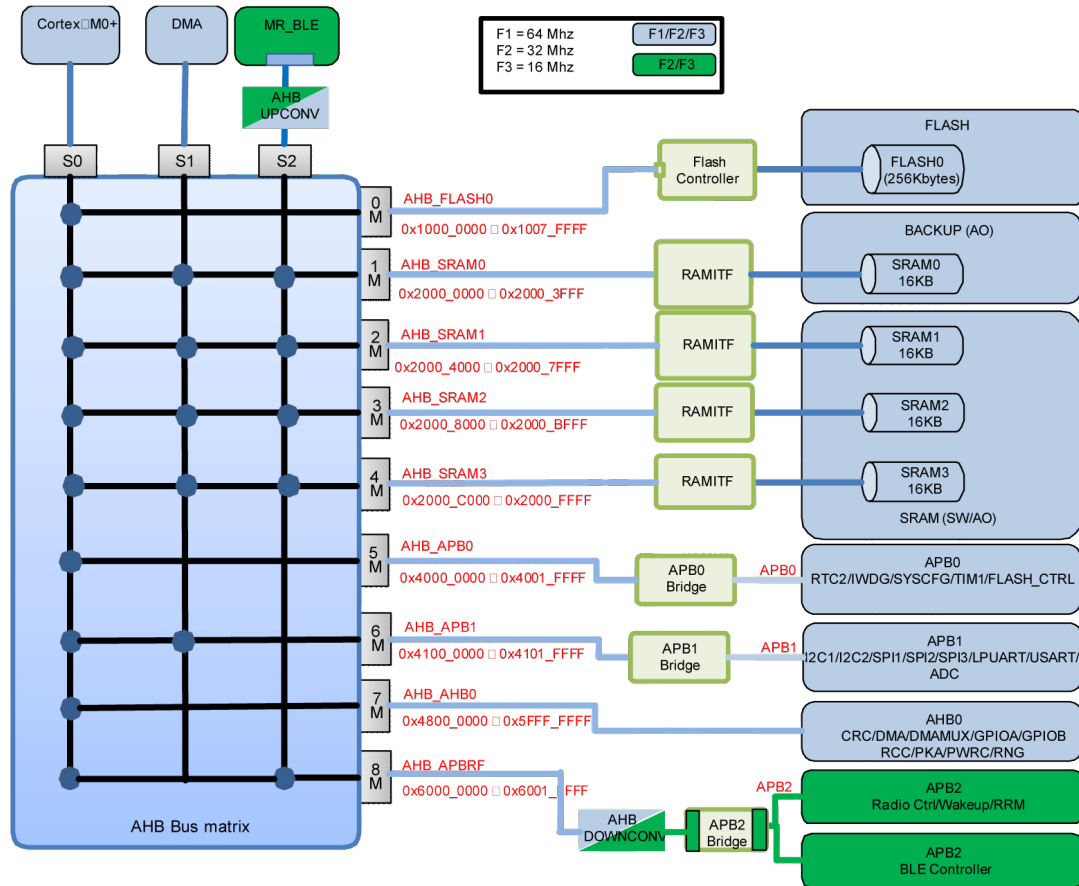 Cortex□M0+
DMA
MR_BLE
F1 = 64 Mhz
F2 = 32 Mhz
F3 = 16 Mhz
F1/F2/F3
F2/F3
AHB
UPCONV
S0
S1
S2
FLASH
FLASH0
(256Kbytes)
Flash
Controller
0
M
AHB_FLASH0
0x1000_0000 □ 0x1007_FFFF
BACKUP (AO)
1
M
AHB_SRAM0
0x2000_0000 □ 0x2000_3FFF
RAMITF
SRAM0
16KB
2
M
AHB_SRAM1
0x2000_4000 □ 0x2000_7FFF
RAMITF
SRAM1
16KB
3
M
AHB_SRAM2
0x2000_8000 □ 0x2000_BFFF
RAMITF
SRAM2
16KB
4
M
AHB_SRAM3
0x2000_C000 □ 0x2000_FFFF
RAMITF
SRAM3
16KB
SRAM (SW/AO)
5
M
AHB_APB0
0x4000_0000 □ 0x4001_FFFF
APB0
Bridge
APB0
APB0
RTC2/IWDG/SYSCFG/TIM1/FLASH_CTRL
6
M
AHB_APB1
0x4100_0000 □ 0x4101_FFFF
APB1
Bridge
APB1
APB1
I2C1/I2C2/SPI1/SPI2/SPI3/LPUART/USART/
ADC
7
M
AHB_AHB0
0x4800_0000 □ 0x5FFF_FFFF
AHB0
CRC/DMA/DMAMUX/GPIOA/GPIOB
RCC/PKA/PWRC/RNG
8
M
AHB_APBRF
0x6000_0000 □ 0x6001_FFFF
AHB
DOWNCONV
APB2
Bridge
APB2
APB2
Radio Ctrl/Wakeup/RRM
APB2
BLE Controller
AHB Bus matrix